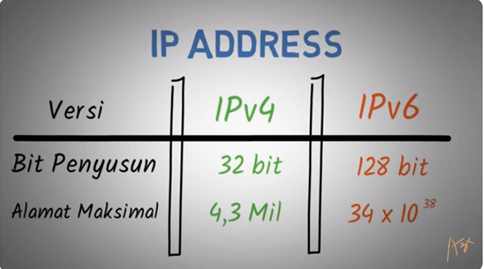 IP ADDRESS
Versi IPv4 IPv6
Bit Penyusun 32 bit 128 bit
Alamat Maksimal 4,3 Mil 34 x 10³⁸